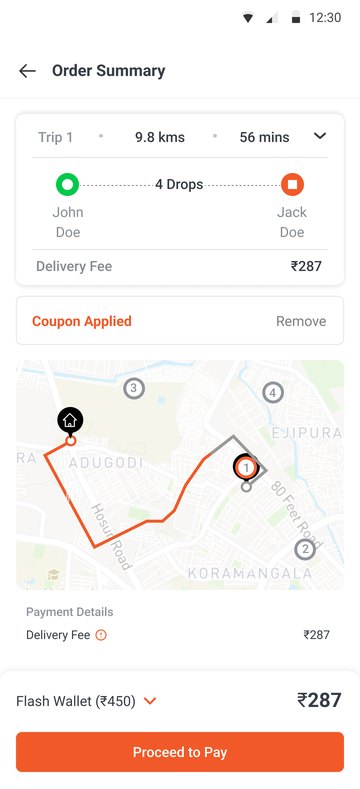 12:30
Order Summary
Trip 1 • 9.8 kms • 56 mins
4 Drops
John Doe
Jack Doe
Delivery Fee ₹287
Coupon Applied Remove
3
4
EJIPURA
RA
ADUGODI
1
80 Feet Road
Hosur Road
2
KORAMANGALA
Payment Details
Delivery Fee ₹287
Flash Wallet (₹450) ₹287
Proceed to Pay